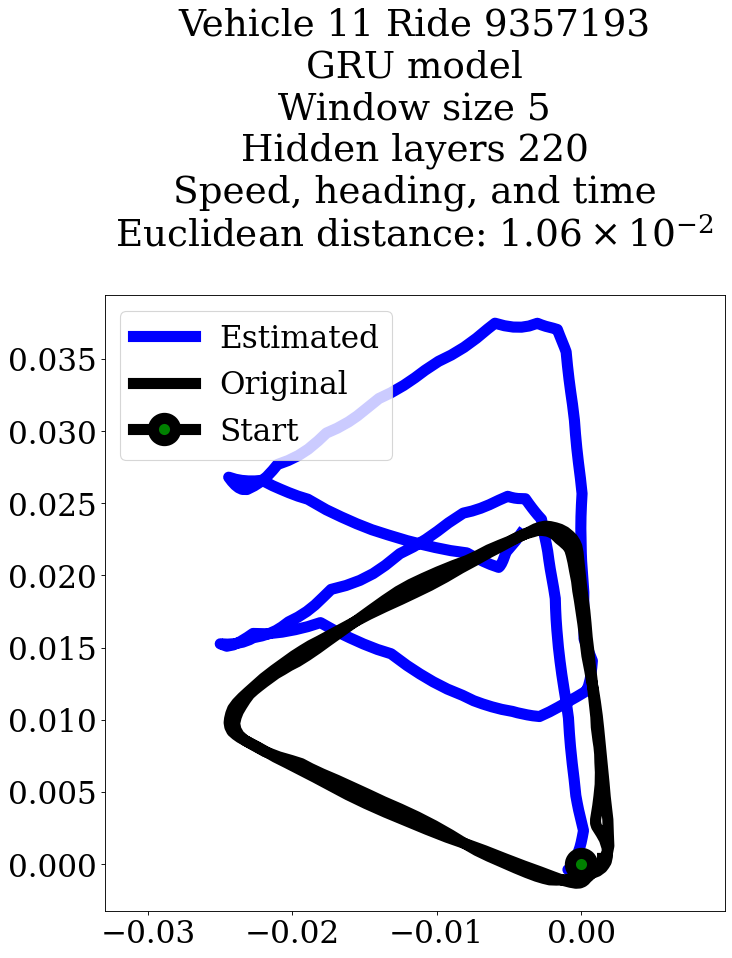 Vehicle 11 Ride 9357193
GRU model
Window size 5
Hidden layers 220
Speed, heading, and time
Euclidean distance: 1.06 × 10⁻²
Estimated
Original
Start
0.035
0.030
0.025
0.020
0.015
0.010
0.005
0.000
−0.03 −0.02 −0.01 0.00